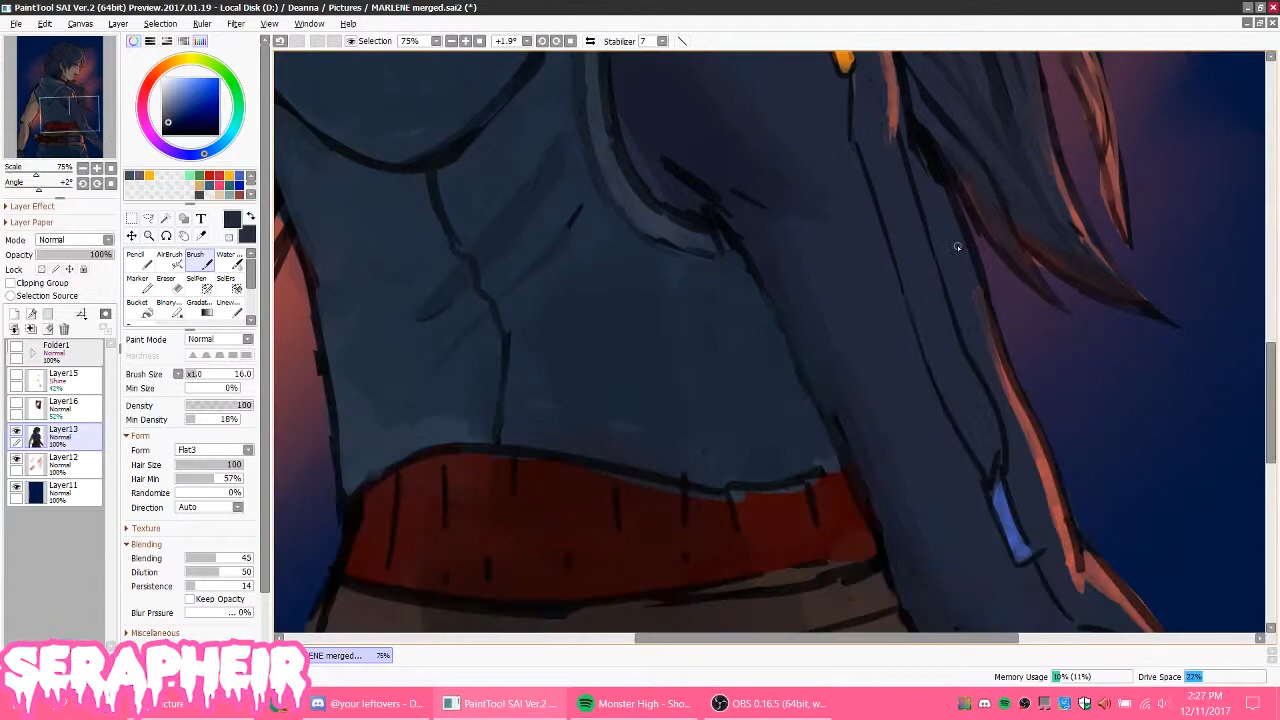 PaintTool SAI Ver.2 (64bit) Preview.2017.01.19 - Local Disk (D:) / Deanna / Pictures / MARLENE merged.sai2 (*)
File Edit Canvas Layer Selection Ruler Filter View Window Help
Selection 75% +1.9° Stabilizer 7
Scale 75%
Angle +2°
Layer Effect
Layer Paper
Mode Normal
Opacity 100%
Lock
Clipping Group
Selection Source
Folder1
Normal
100%
Layer15
Shine
42%
Layer16
Normal
52%
Layer13
Normal
100%
Layer12
Normal
100%
Layer11
Normal
100%
T
Pencil AirBrush Brush Water ...
Marker Eraser SelPen SelErs
Bucket Binary... Gradat... Linew...
Paint Mode Normal
Hardness
Brush Size x1.0 16.0
Min Size 0%
Density 100
Min Density 18%
Form
Form Flat3
Hair Size 100
Hair Min 57%
Randomize 0%
Direction Auto
Texture
Blending
Blending 45
Dilution 50
Persistence 14
Keep Opacity
Blur Prssure ... 0%
Miscellaneous
SERAPHEIR
ENE merged... 75%
Memory Usage 10% (11%) Drive Space 22%
@your leftovers - D... PaintTool SAI Ver.2 ... Monster High - Sho... OBS 0.16.5 (64bit, w...
2:27 PM
12/11/2017